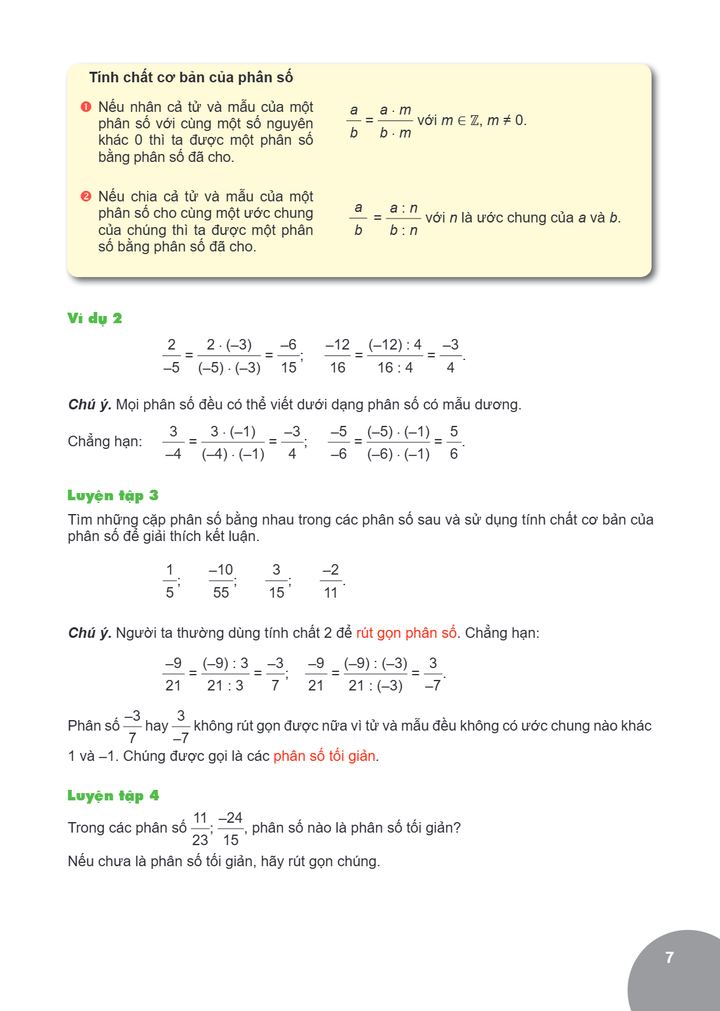 Tính chất cơ bản của phân số
❶ Nếu nhân cả tử và mẫu của một
phân số với cùng một số nguyên
khác 0 thì ta được một phân số
bằng phân số đã cho.
a/b = (a · m)/(b · m) với m ∈ ℤ, m ≠ 0.
❷ Nếu chia cả tử và mẫu của một
phân số cho cùng một ước chung
của chúng thì ta được một phân
số bằng phân số đã cho.
a/b = (a : n)/(b : n) với n là ước chung của a và b.
Ví dụ 2
2/–5 = (2 · (–3))/((–5) · (–3)) = –6/15; –12/16 = ((–12) : 4)/(16 : 4) = –3/4.
Chú ý. Mọi phân số đều có thể viết dưới dạng phân số có mẫu dương.
Chẳng hạn: 3/–4 = (3 · (–1))/((–4) · (–1)) = –3/4; –5/–6 = ((–5) · (–1))/((–6) · (–1)) = 5/6.
Luyện tập 3
Tìm những cặp phân số bằng nhau trong các phân số sau và sử dụng tính chất cơ bản của
phân số để giải thích kết luận.
1/5; –10/55; 3/15; –2/11.
Chú ý. Người ta thường dùng tính chất 2 để rút gọn phân số. Chẳng hạn:
–9/21 = ((–9) : 3)/(21 : 3) = –3/7; –9/21 = ((–9) : (–3))/(21 : (–3)) = 3/–7.
Phân số –3/7 hay 3/–7 không rút gọn được nữa vì tử và mẫu đều không có ước chung nào khác
1 và –1. Chúng được gọi là các phân số tối giản.
Luyện tập 4
Trong các phân số 11/23; –24/15, phân số nào là phân số tối giản?
Nếu chưa là phân số tối giản, hãy rút gọn chúng.
7